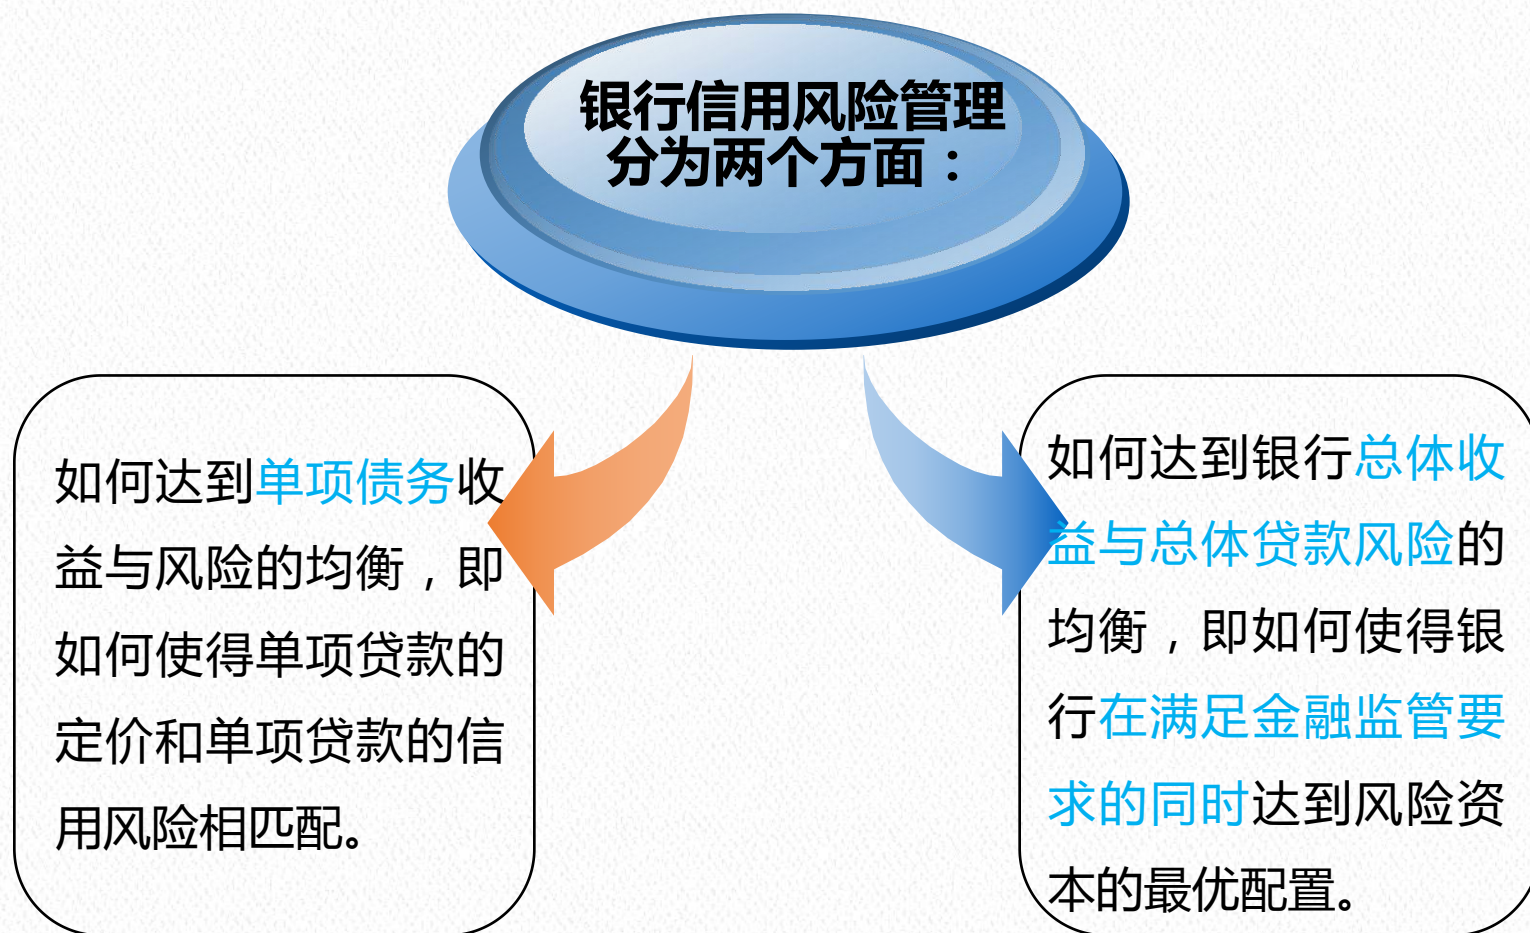 银行信用风险管理
分为两个方面：
如何达到单项债务收
益与风险的均衡，即
如何使得单项贷款的
定价和单项贷款的信
用风险相匹配。
如何达到银行总体收
益与总体贷款风险的
均衡，即如何使得银
行在满足金融监管要
求的同时达到风险资
本的最优配置。